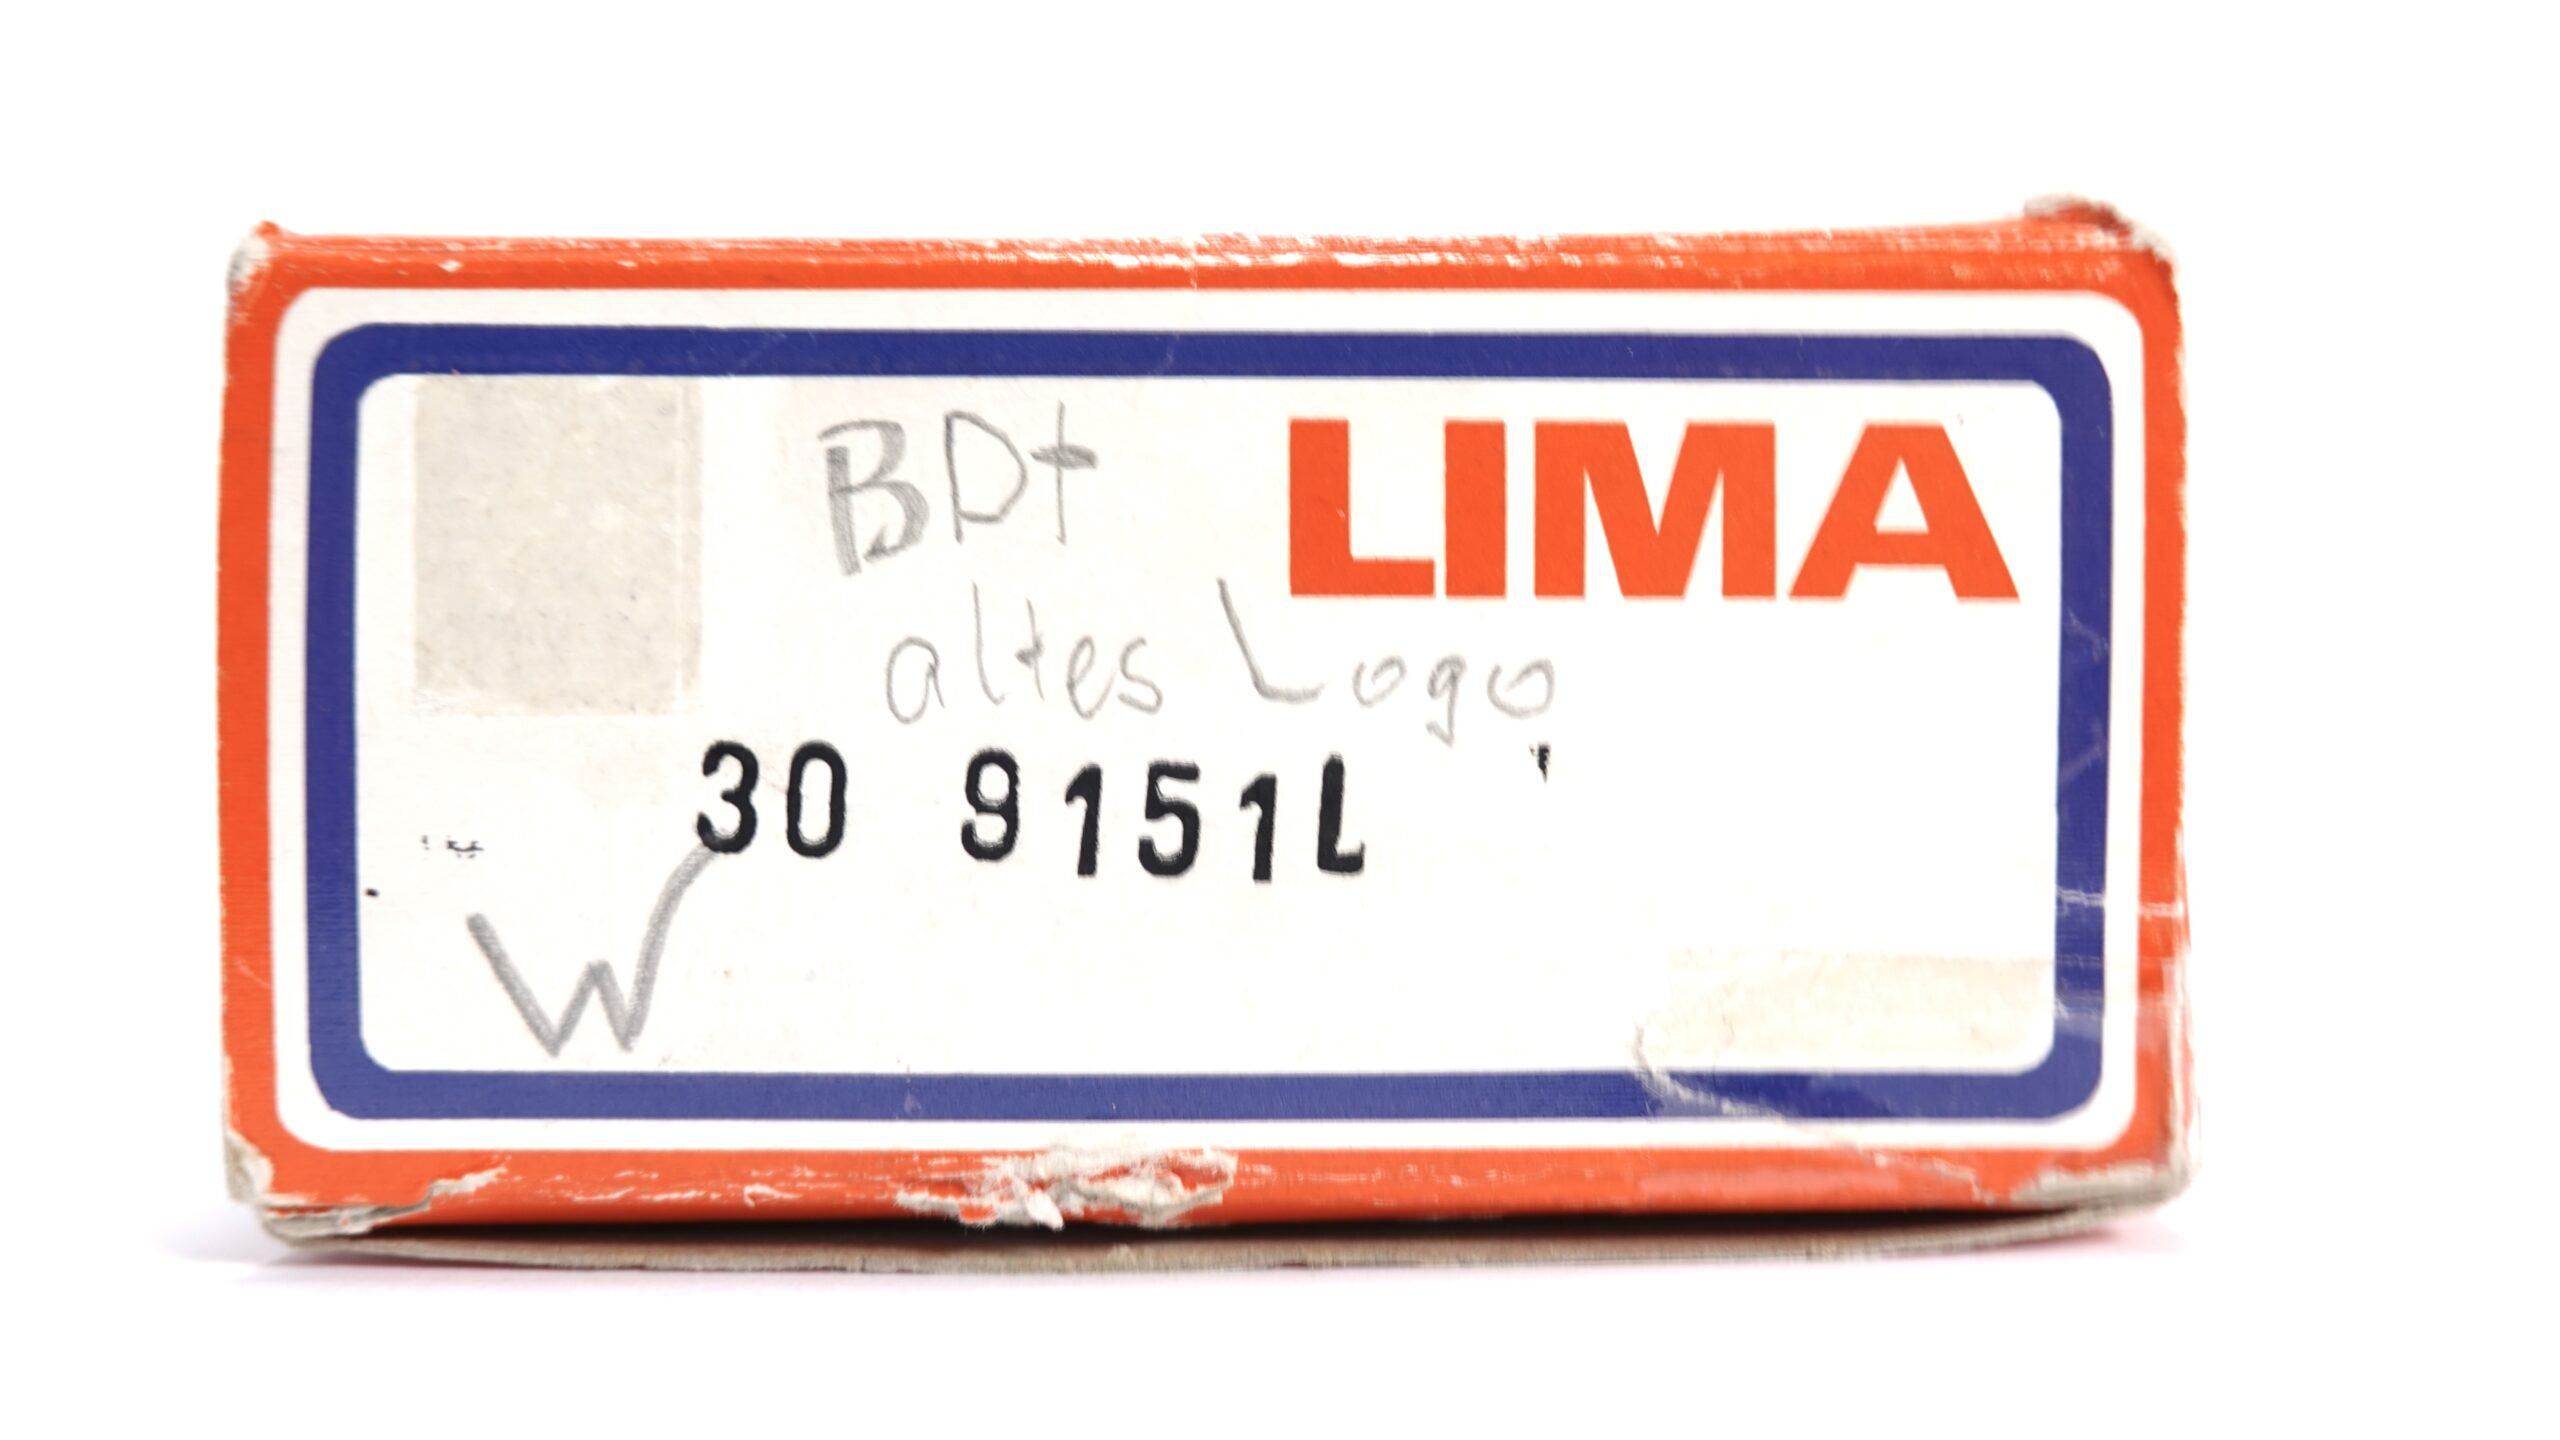 BDt
LIMA
altes Logo
30 9151L
W